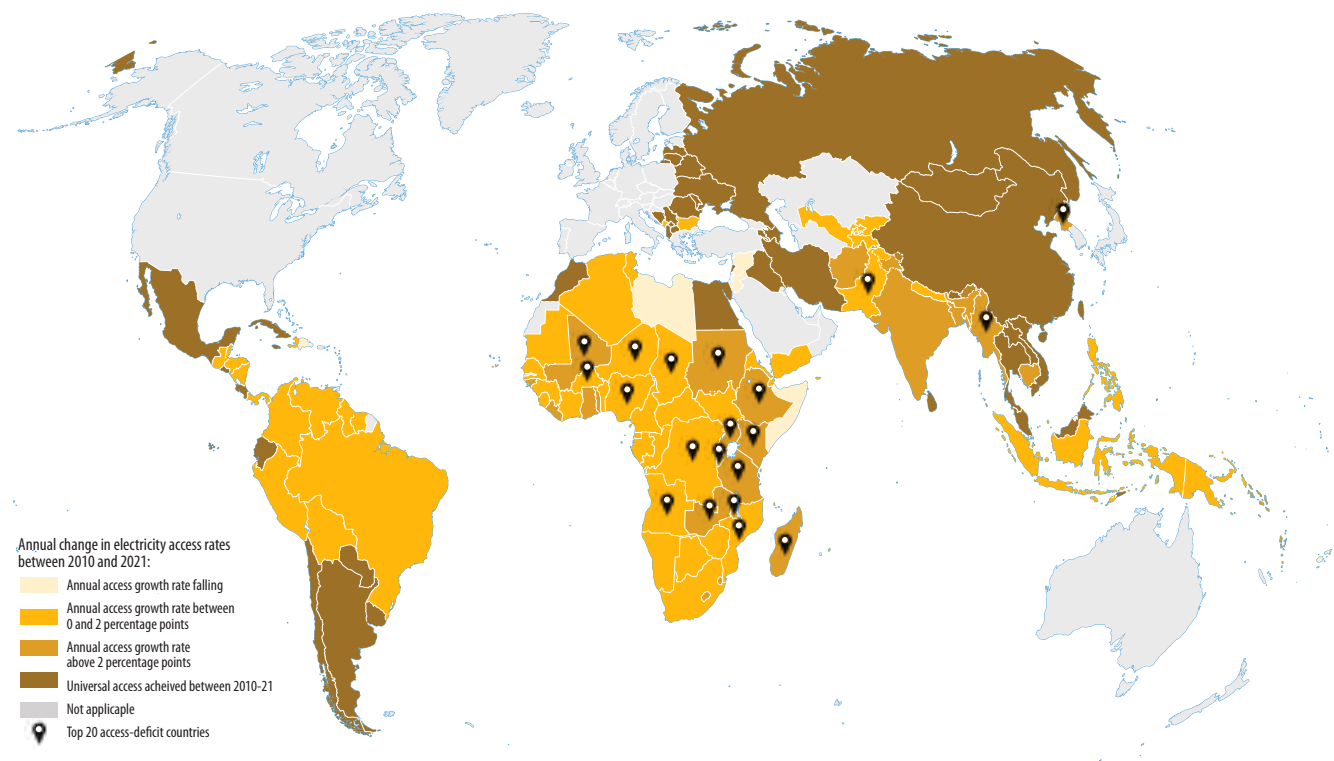 Annual change in electricity access rates
between 2010 and 2021:
Annual access growth rate falling
Annual access growth rate between
0 and 2 percentage points
Annual access growth rate
above 2 percentage points
Universal access acheived between 2010-21
Not applicaple
Top 20 access-deficit countries